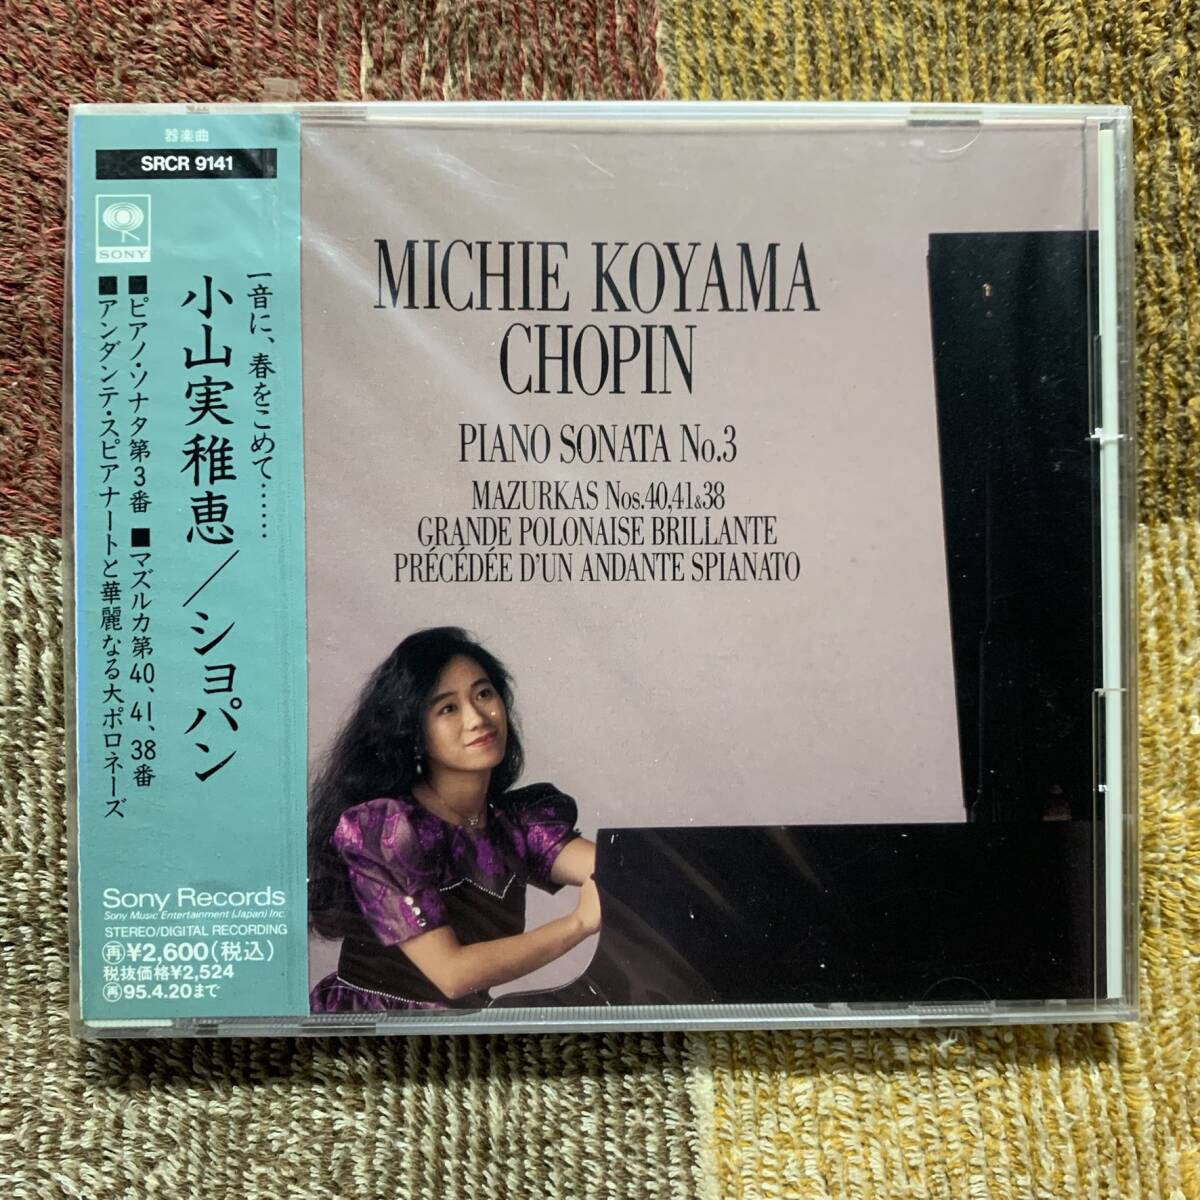 器楽曲
SRCR 9141
SONY
一音に、春をこめて……
小山実稚恵／ショパン
■ピアノ・ソナタ第3番 ■マズルカ第40、41、38番
■アンダンテ・スピアナートと華麗なる大ポロネーズ
Sony Records
Sony Music Entertainment (Japan) Inc.
STEREO/DIGITAL RECORDING
再¥2,600(税込)
税抜価格¥2,524
再95.4.20まで
MICHIE KOYAMA
CHOPIN
PIANO SONATA No.3
MAZURKAS Nos.40,41&38
GRANDE POLONAISE BRILLANTE
PRÉCÉDÉE D'UN ANDANTE SPIANATO